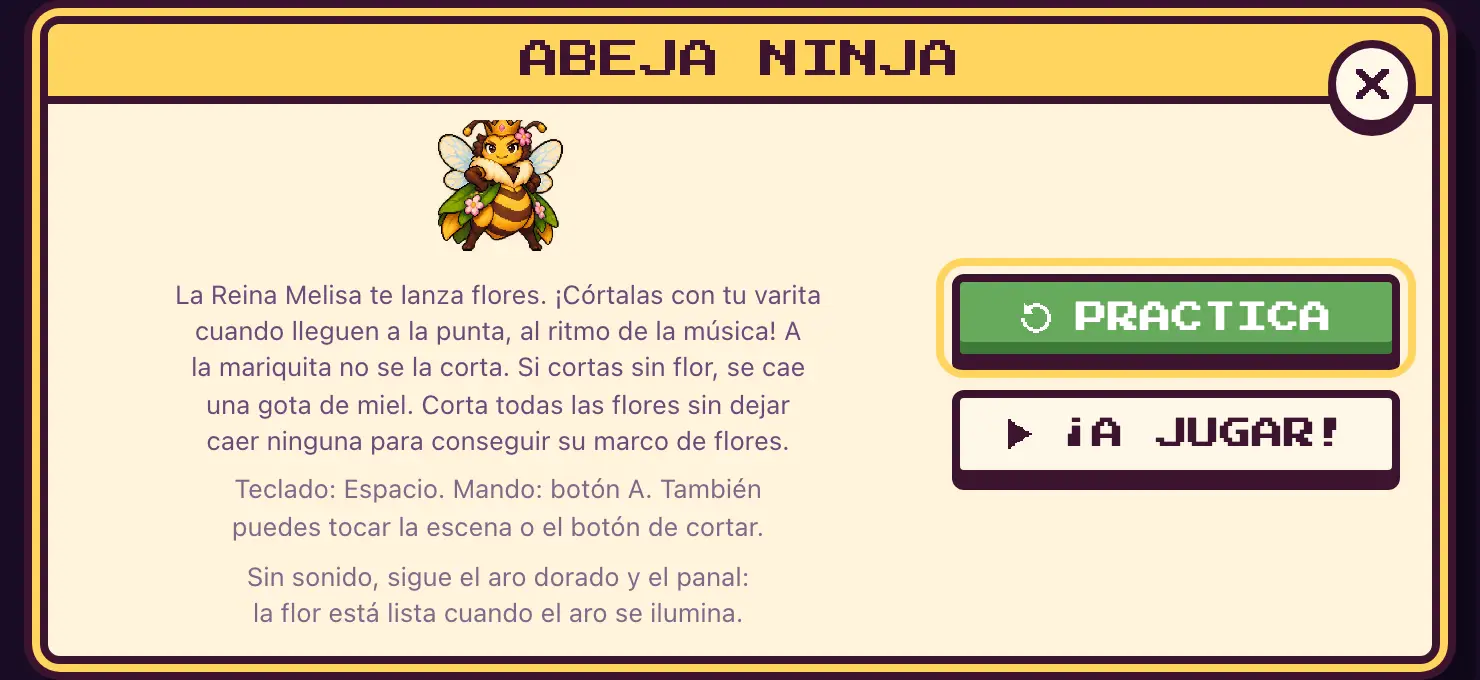 ABEJA NINJA
La Reina Melisa te lanza flores. ¡Córtalas con tu varita
cuando lleguen a la punta, al ritmo de la música! A
la mariquita no se la corta. Si cortas sin flor, se cae
una gota de miel. Corta todas las flores sin dejar
caer ninguna para conseguir su marco de flores.
Teclado: Espacio. Mando: botón A. También
puedes tocar la escena o el botón de cortar.
Sin sonido, sigue el aro dorado y el panal:
la flor está lista cuando el aro se ilumina.
PRACTICA
¡A JUGAR!